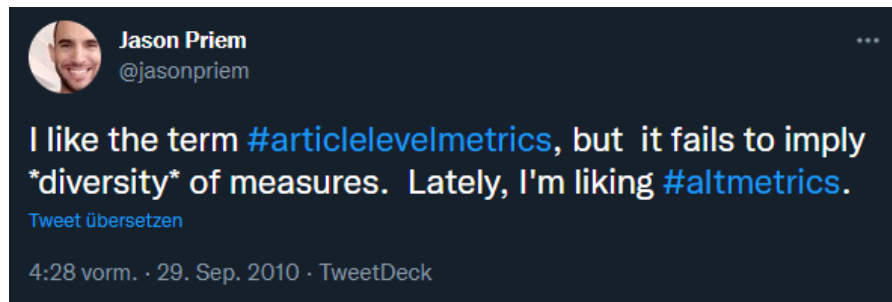 Jason Priem
@jasonpriem
I like the term #articlelevelmetrics, but  it fails to imply
*diversity* of measures.  Lately, I'm liking #altmetrics.
Tweet übersetzen
4:28 vorm. · 29. Sep. 2010 · TweetDeck